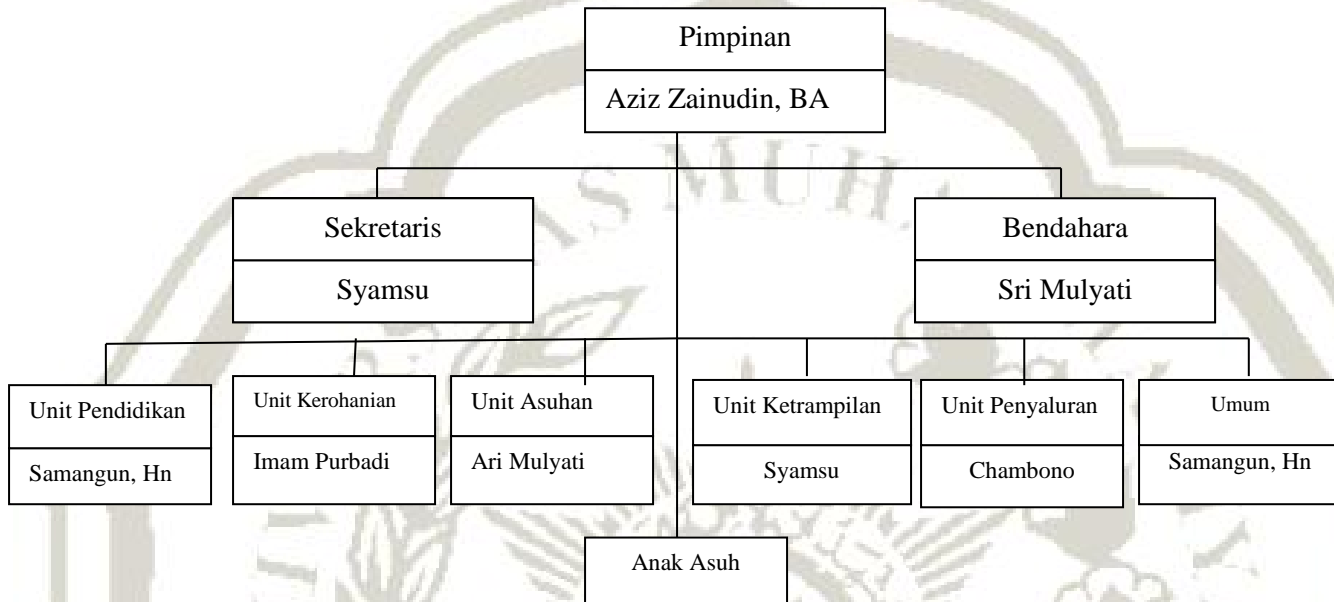 Pimpinan
Aziz Zainudin, BA
Sekretaris
Syamsu
Bendahara
Sri Mulyati
Unit Pendidikan
Samangun, Hn
Unit Kerohanian
Imam Purbadi
Unit Asuhan
Ari Mulyati
Unit Ketrampilan
Syamsu
Unit Penyaluran
Chambono
Umum
Samangun, Hn
Anak Asuh